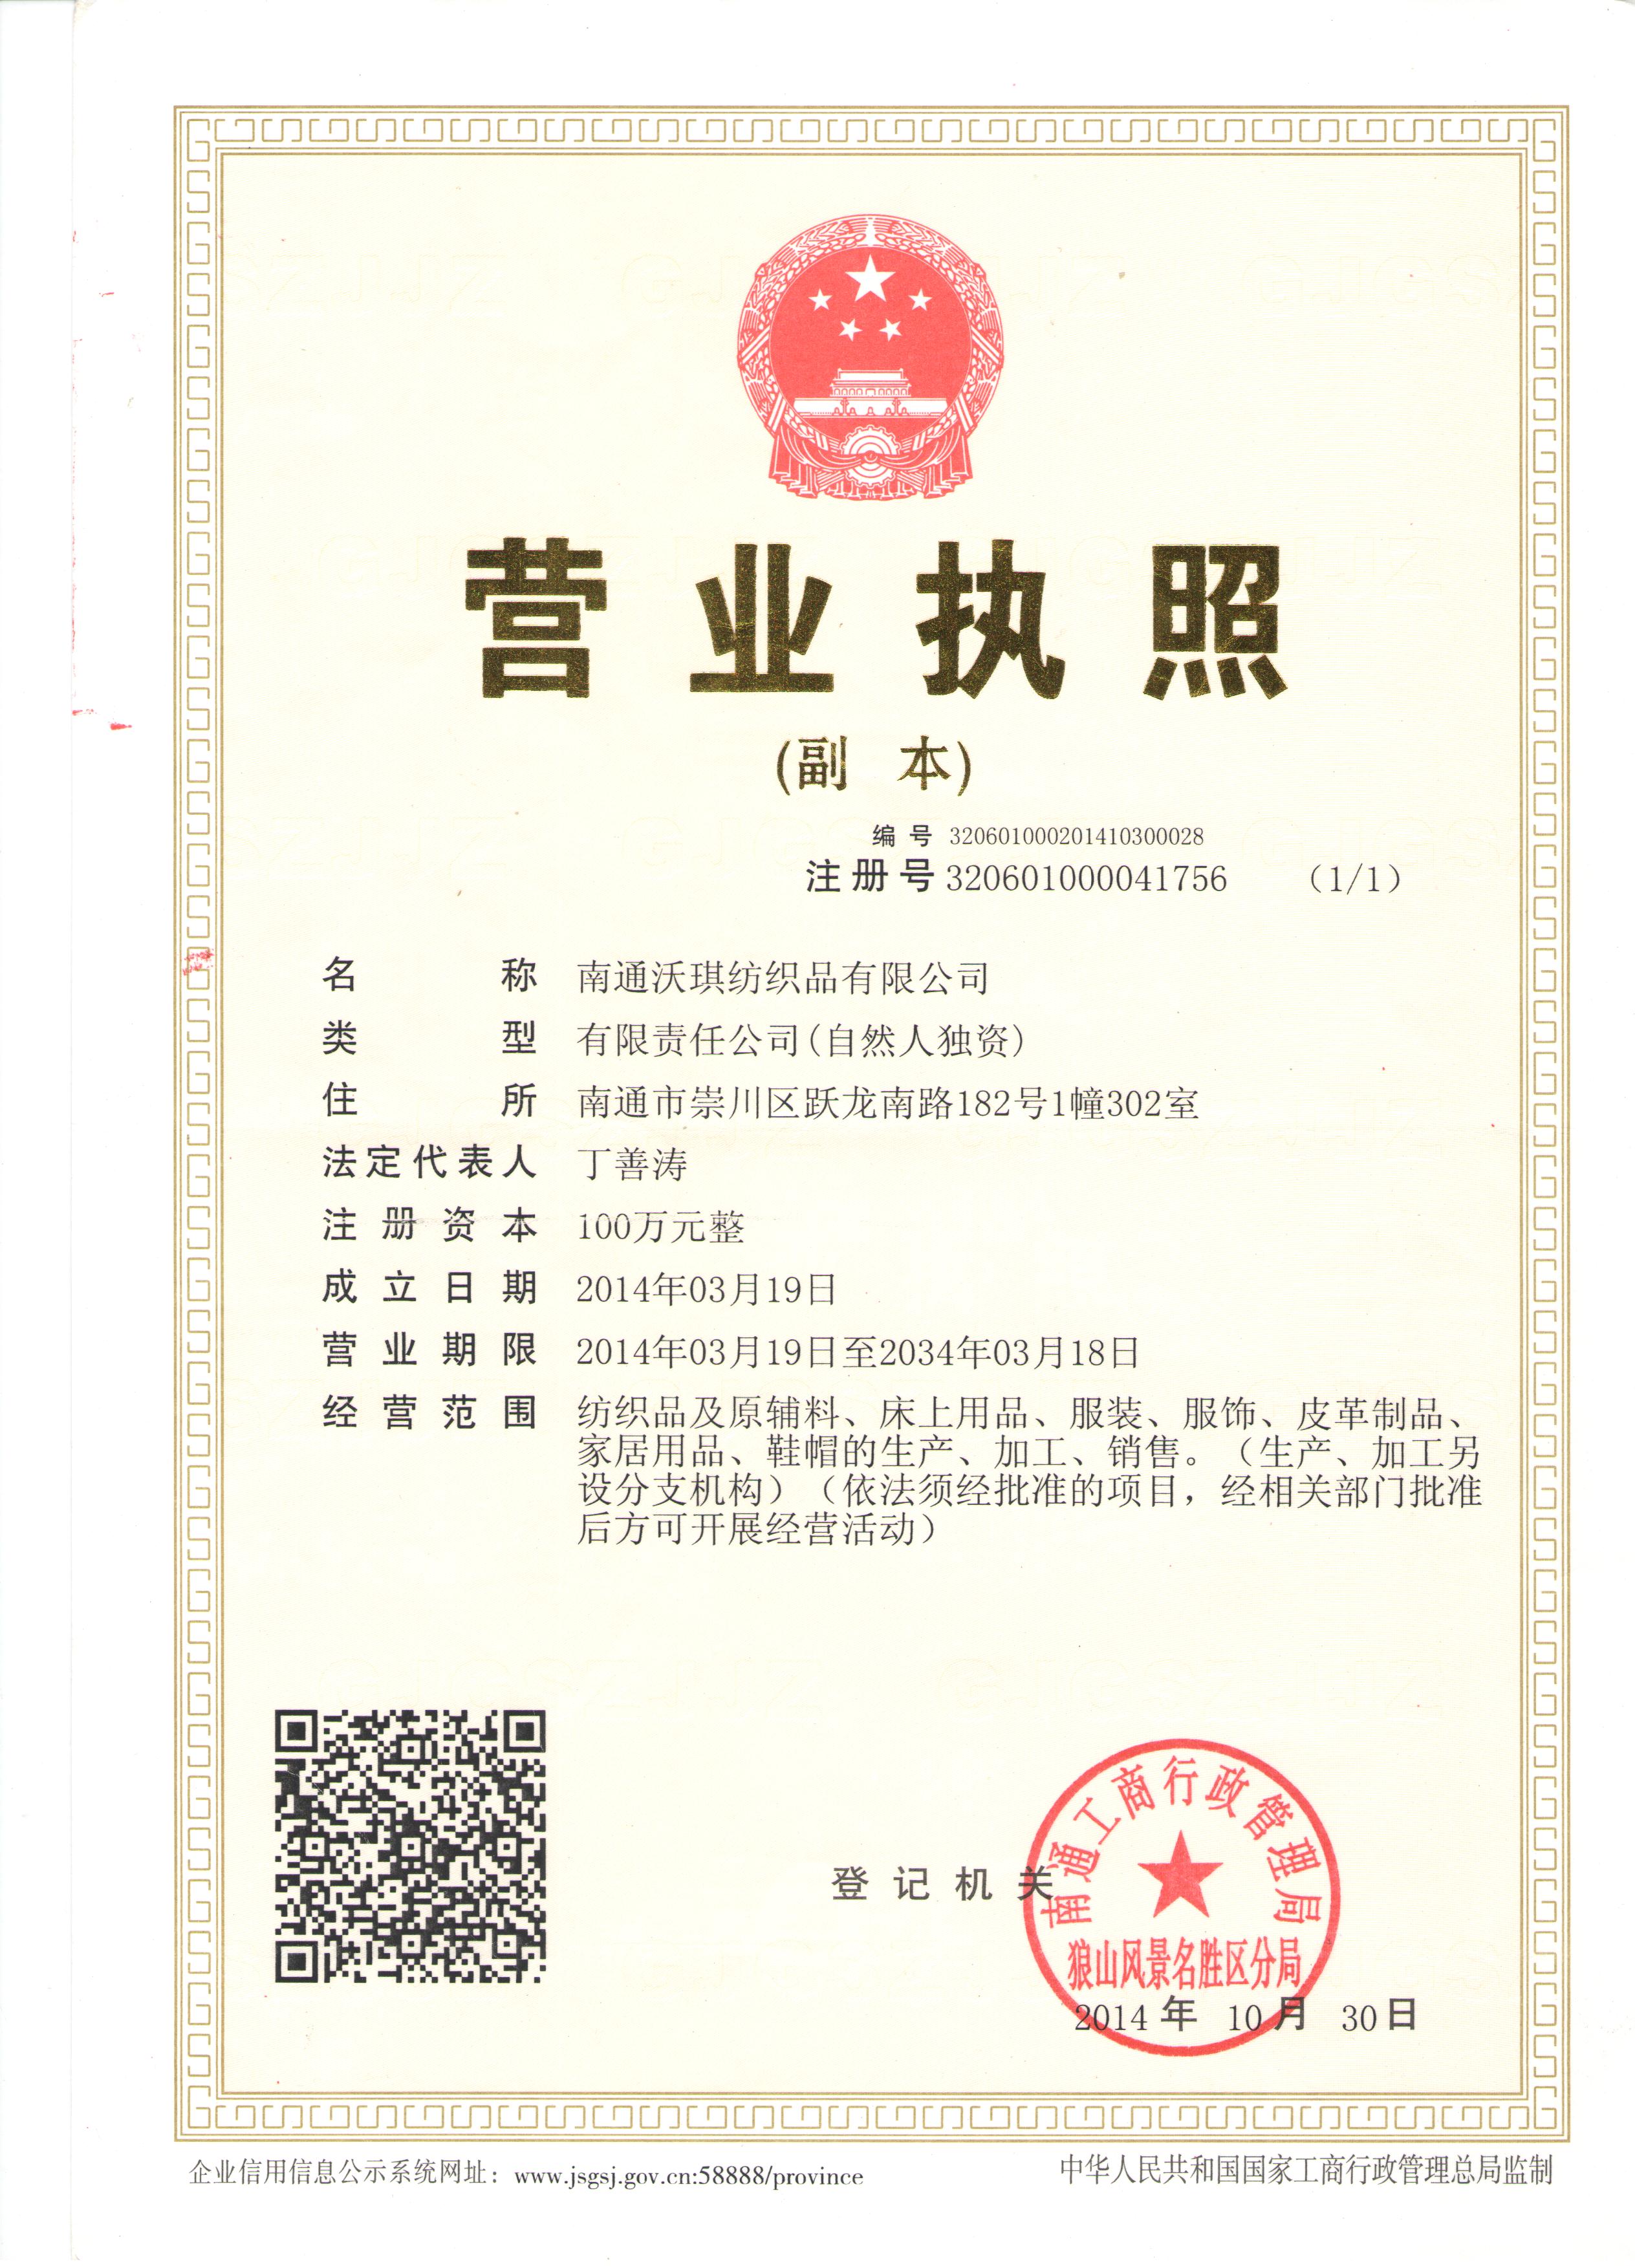 营业执照
(副 本)
编号 320601000201410300028
注册号 320601000041756 （1/1）
名称 南通沃琪纺织品有限公司
类型 有限责任公司(自然人独资)
住所 南通市崇川区跃龙南路182号1幢302室
法定代表人 丁善涛
注册资本 100万元整
成立日期 2014年03月19日
营业期限 2014年03月19日至2034年03月18日
经营范围 纺织品及原辅料、床上用品、服装、服饰、皮革制品、
家居用品、鞋帽的生产、加工、销售。（生产、加工另
设分支机构）（依法须经批准的项目，经相关部门批准
后方可开展经营活动）
南通工商行政管理局
登记机关
狼山风景名胜区分局
2014年 10月 30日
企业信用信息公示系统网址：www.jsgsj.gov.cn:58888/province
中华人民共和国国家工商行政管理总局监制